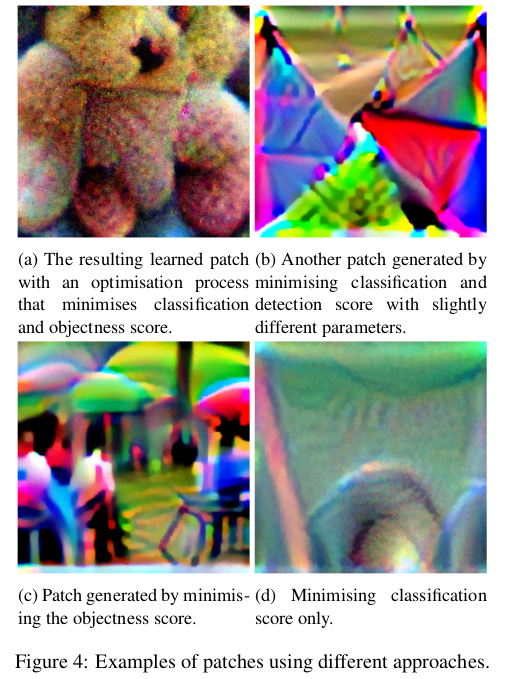 (a) The resulting learned patch
with an optimisation process
that minimises classification
and objectness score.
(b) Another patch generated by
minimising classification and
detection score with slightly
different parameters.
(c) Patch generated by minimis-
ing the objectness score.
(d) Minimising classification
score only.
Figure 4: Examples of patches using different approaches.